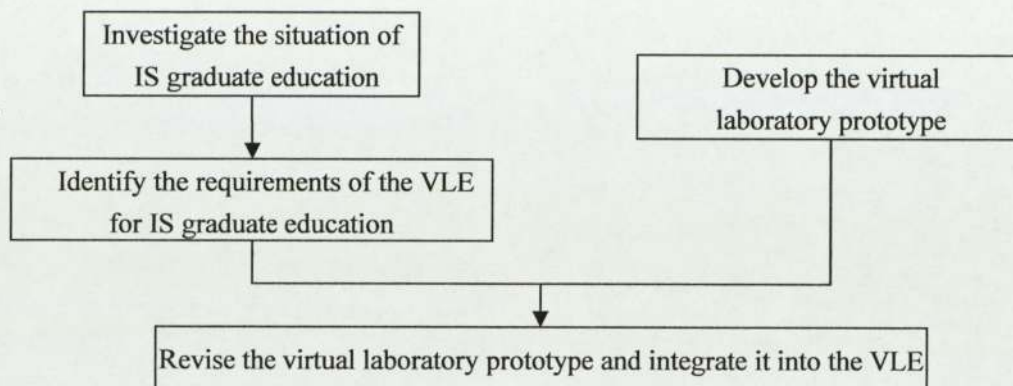 Investigate the situation of
IS graduate education
Develop the virtual
laboratory prototype
Identify the requirements of the VLE
for IS graduate education
Revise the virtual laboratory prototype and integrate it into the VLE